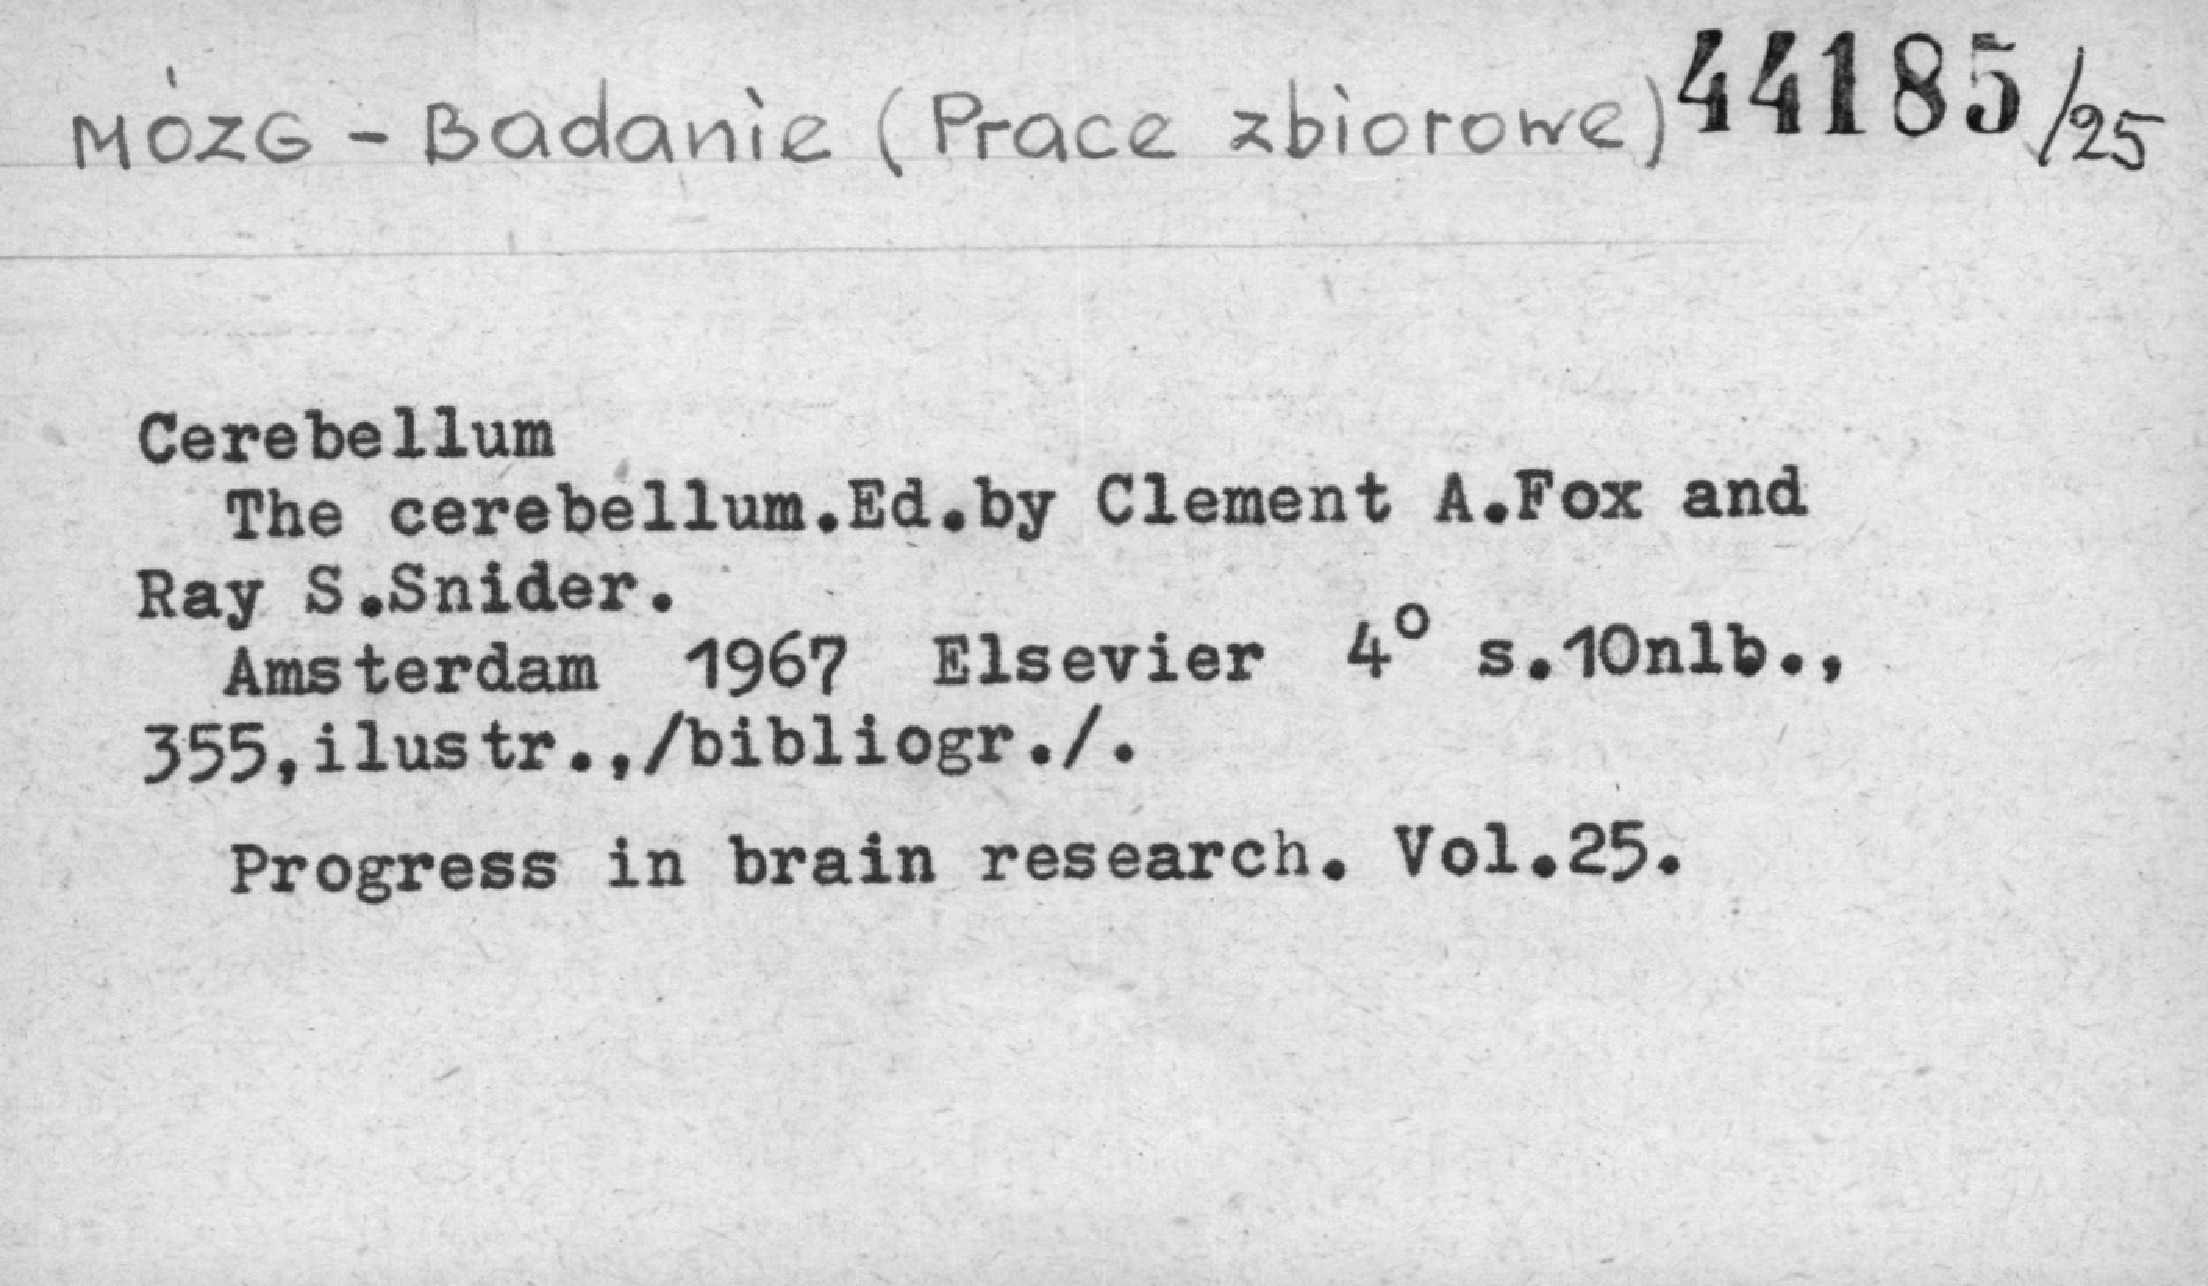 MÓZG - Badanie (Prace zbiorowe) 44185/25
Cerebellum
The cerebellum.Ed.by Clement A.Fox and
Ray S.Snider.
Amsterdam 1967 Elsevier 4° s.10nlb.,
355,ilustr.,/bibliogr./.
Progress in brain research. Vol.25.